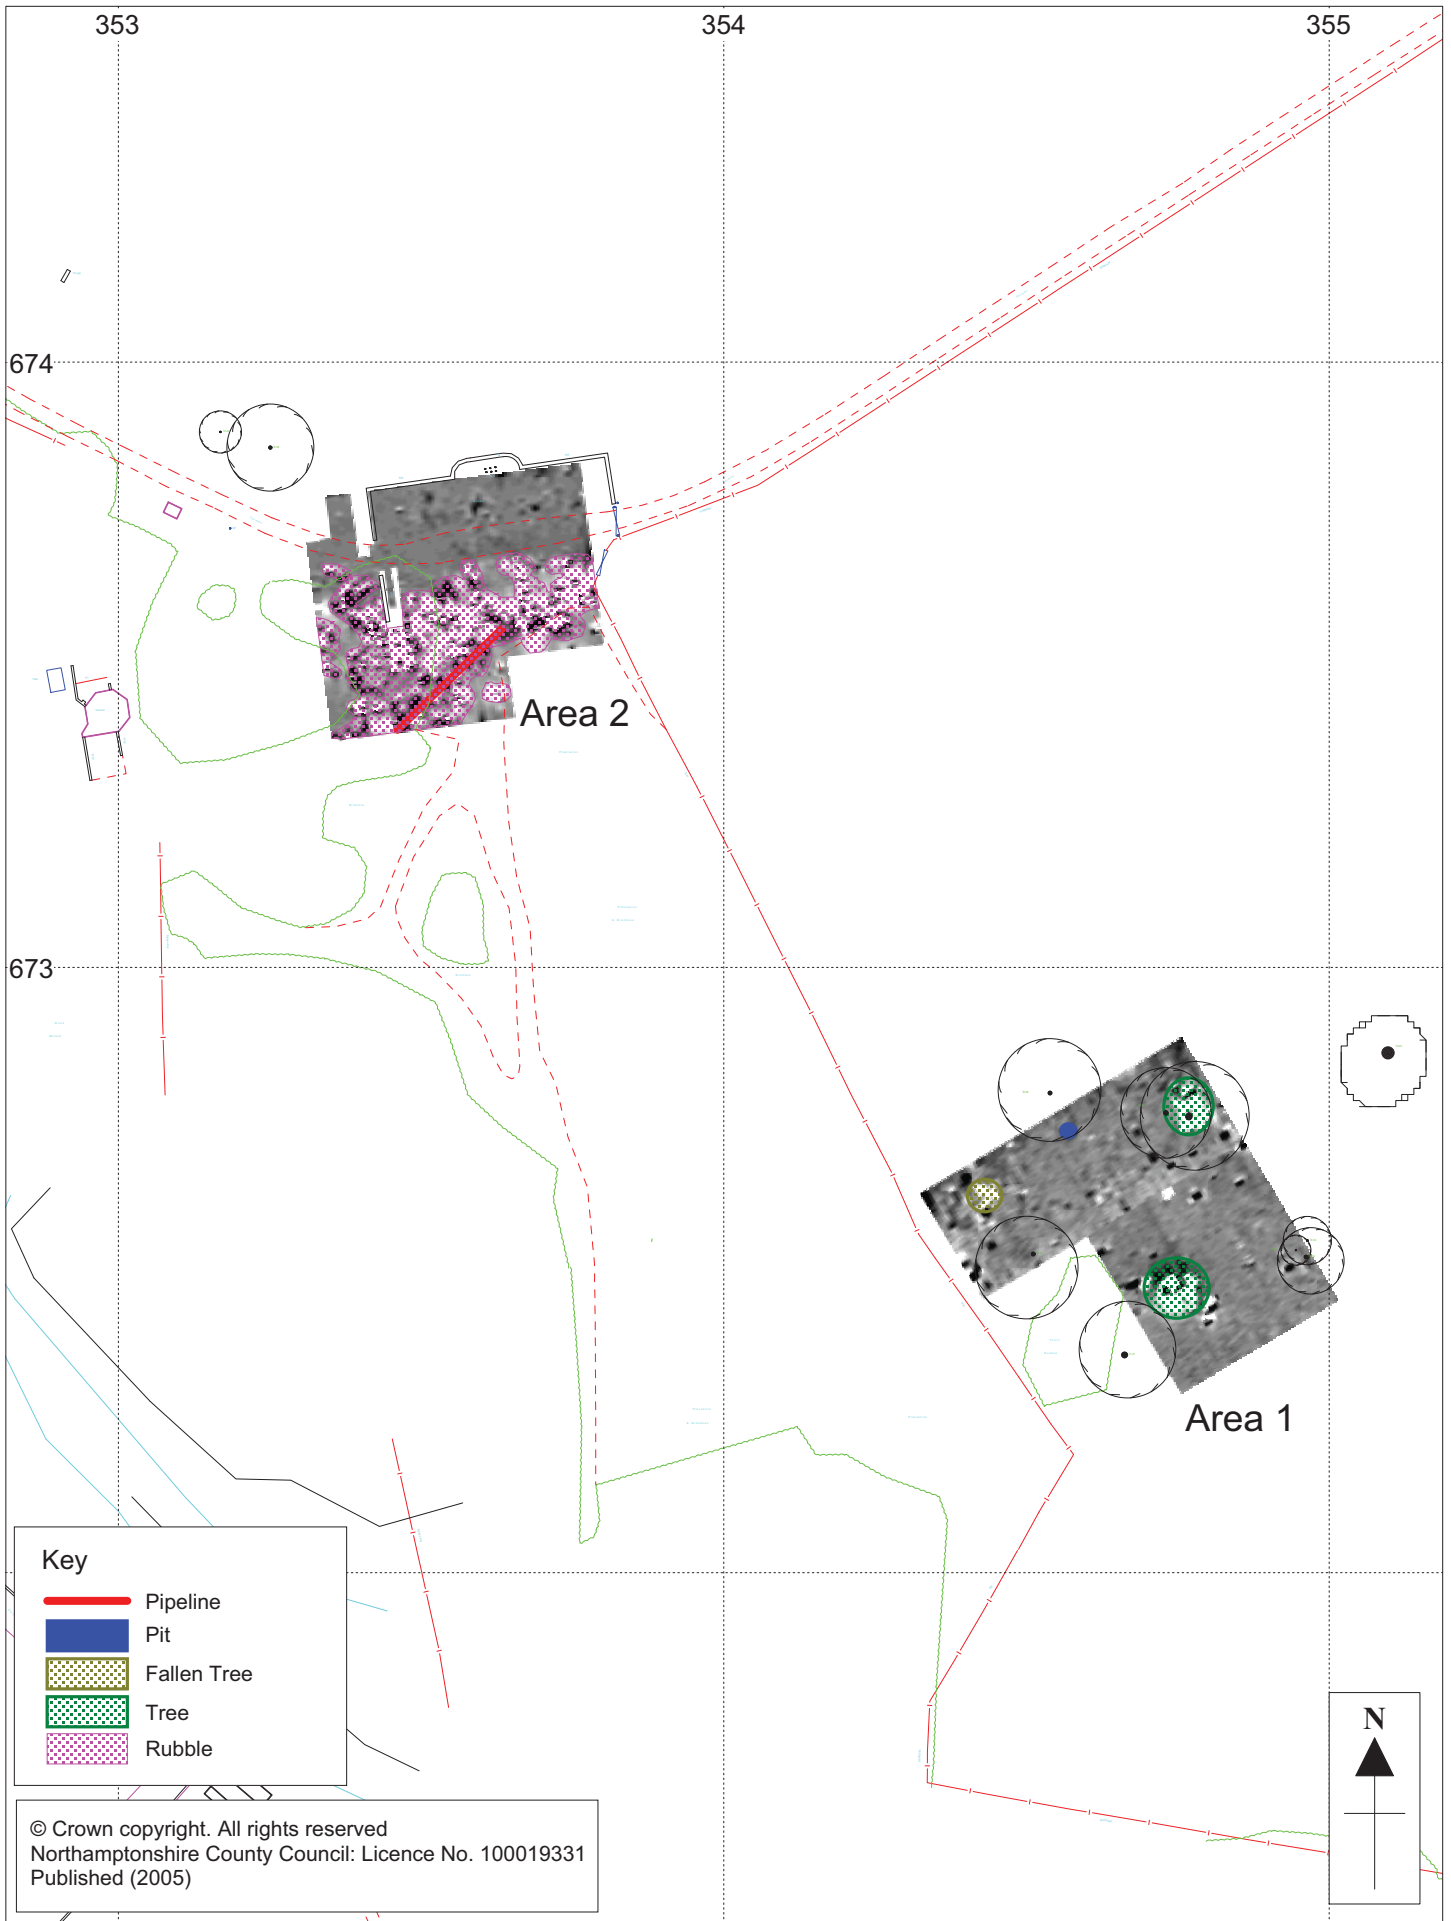 353
354
355
674
Area 2
673
Area 1
Key
Pipeline
Pit
Fallen Tree
Tree
Rubble
N
© Crown copyright. All rights reserved
Northamptonshire County Council: Licence No. 100019331
Published (2005)